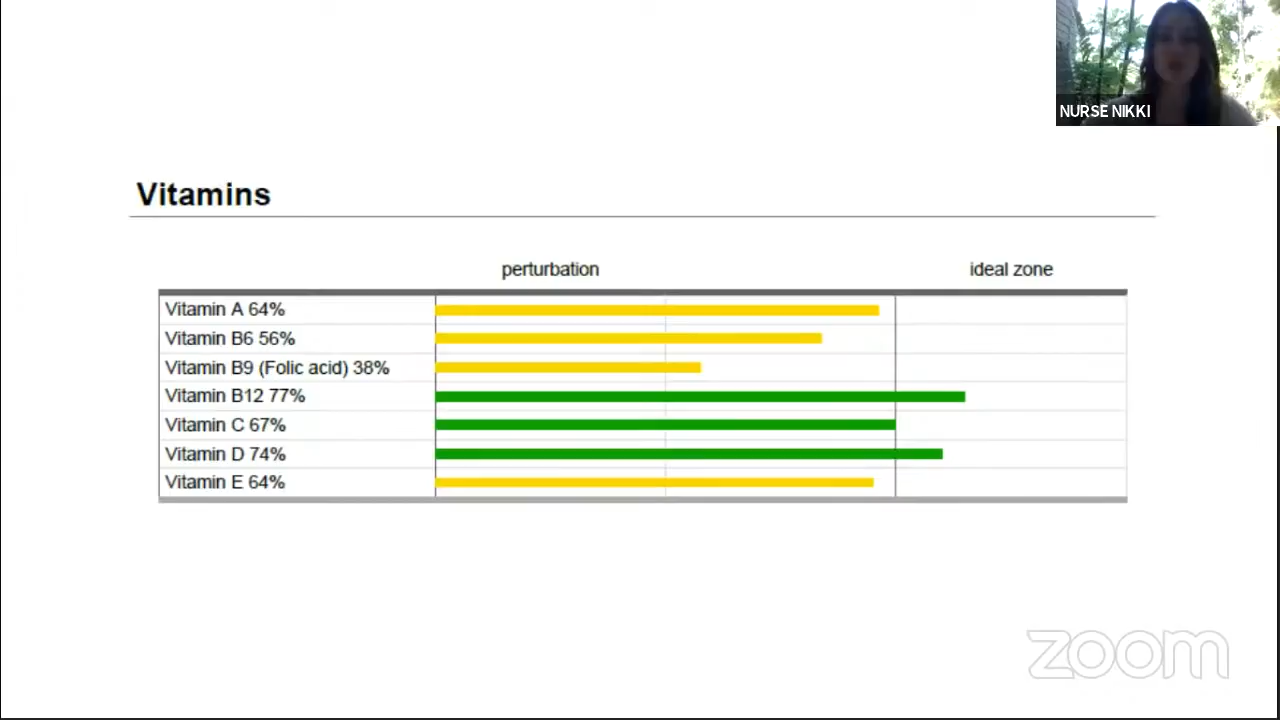 NURSE NIKKI
Vitamins
perturbation ideal zone
Vitamin A 64%
Vitamin B6 56%
Vitamin B9 (Folic acid) 38%
Vitamin B12 77%
Vitamin C 67%
Vitamin D 74%
Vitamin E 64%
zoom